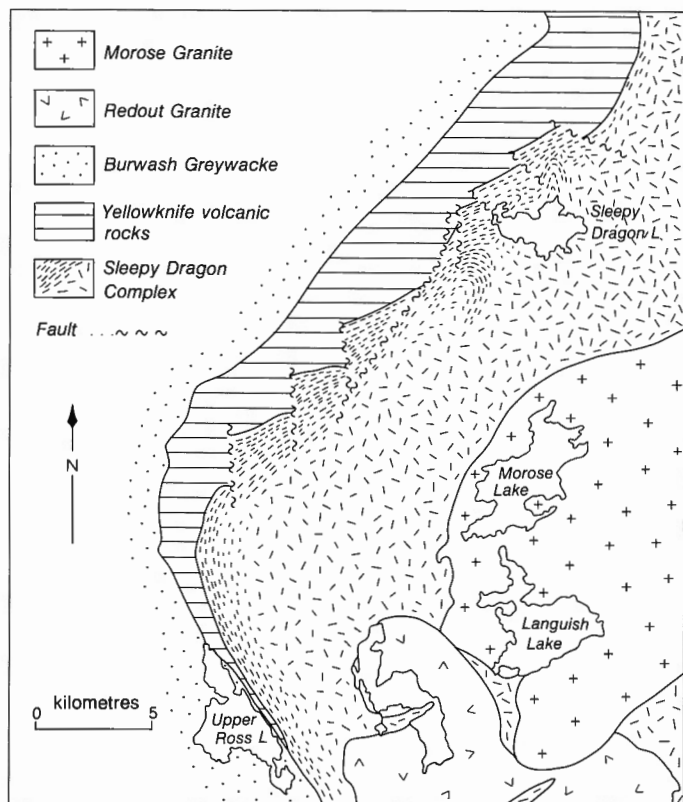 Morose Granite
Redout Granite
Burwash Greywacke
Yellowknife volcanic
rocks
Sleepy Dragon
Complex
Fault
N
kilometres
0 5
Sleepy
Dragon L
Morose
Lake
Languish
Lake
Upper
Ross L